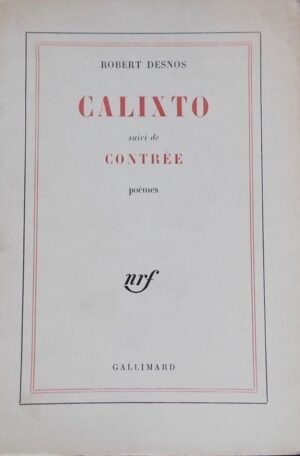 ROBERT DESNOS
CALIXTO
suivi de
CONTRÉE
poèmes
nrf
GALLIMARD